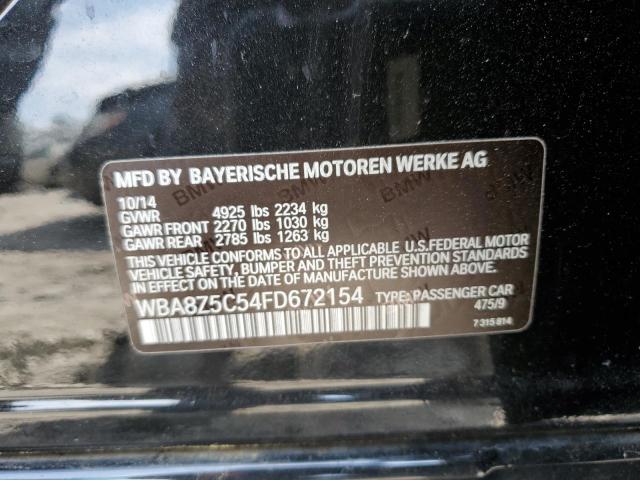 MFD BY BAYERISCHE MOTOREN WERKE AG
10/14
GVWR 4925 lbs 2234 kg
GAWR FRONT 2270 lbs 1030 kg
GAWR REAR 2785 lbs 1263 kg
THIS VEHICLE CONFORMS TO ALL APPLICABLE U.S.FEDERAL MOTOR
VEHICLE SAFETY, BUMPER AND THEFT PREVENTION STANDARDS
IN EFFECT ON THE DATE OF MANUFACTURE SHOWN ABOVE.
WBA8Z5C54FD672154 TYPE: PASSENGER CAR
475/9
7 315 814